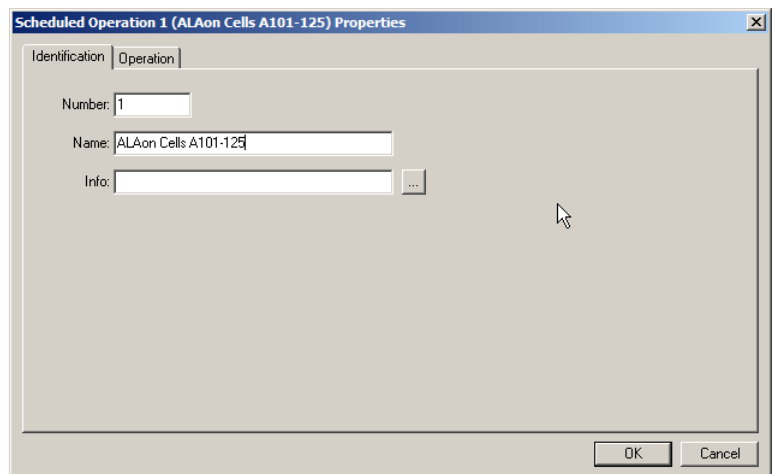 Scheduled Operation 1 (ALAon Cells A101-125) Properties
Identification Operation
Number: 1
Name: ALAon Cells A101-125
Info: ...
OK Cancel